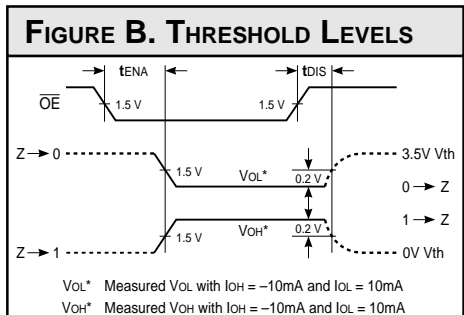 FIGURE B. THRESHOLD LEVELS
tENA tDIS
OE 1.5 V 1.5 V
Z 0 3.5V Vth
1.5 V VOL* 0.2 V
0 Z
1 Z
VOH* 0.2 V
Z 1 1.5 V 0V Vth
VOL* Measured VOL with IOH = –10mA and IOL = 10mA
VOH* Measured VOH with IOH = –10mA and IOL = 10mA